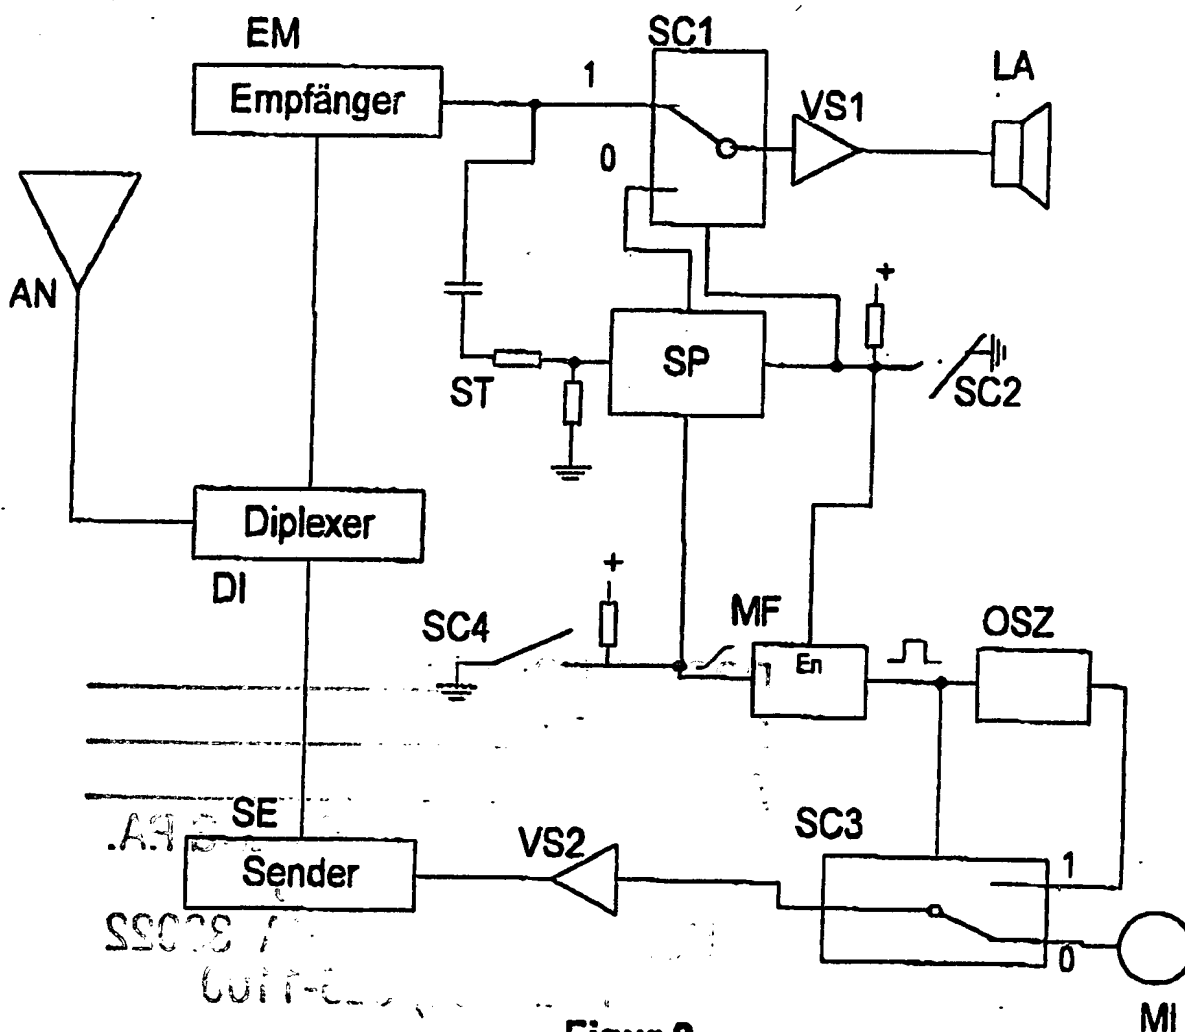 EM
SC1
LA
Empfänger
1
VS1
0
AN
+
SP
ST
SC2
Diplexer
DI
+
SC4
MF
OSZ
En
SE
SC3
VS2
1
Sender
0
MI